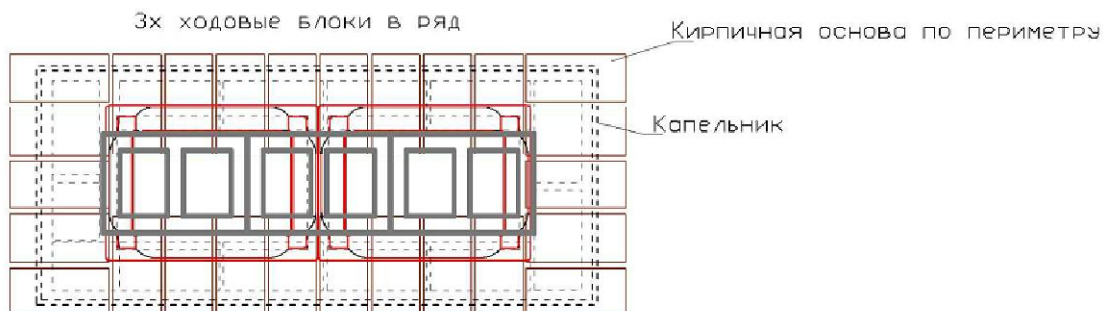 3х ходовые блоки в ряд
Кирпичная основа по периметру
Капельник